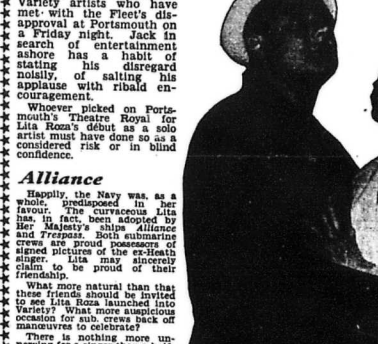 Variety artists who have
met with the Fleet's dis-
approval at Portsmouth on
a Friday night. Jack in
search of entertainment
ashore has a habit of
stating his disregard
noisily, of salting his
applause with ribald en-
couragement.
Whoever picked on Ports-
mouth's Theatre Royal for
Lita Roza's début as a solo
artist must have done so as a
considered risk or in blind
confidence.
Alliance
Happily, the Navy was, as a
whole, predisposed in her
favour. The curvaceous Lita
has, in fact, been adopted by
Her Majesty's ships Alliance
and Trespass. Both submarine
crews are proud possessors of
signed pictures of the ex-Heath
singer. Lita may sincerely
claim to be proud of their
friendship.
What more natural than that
these friends should be invited
to see Lita Roza launched into
Variety? What more auspicious
occasion for sub. crews back off
manœuvres to celebrate?
There is nothing more un-